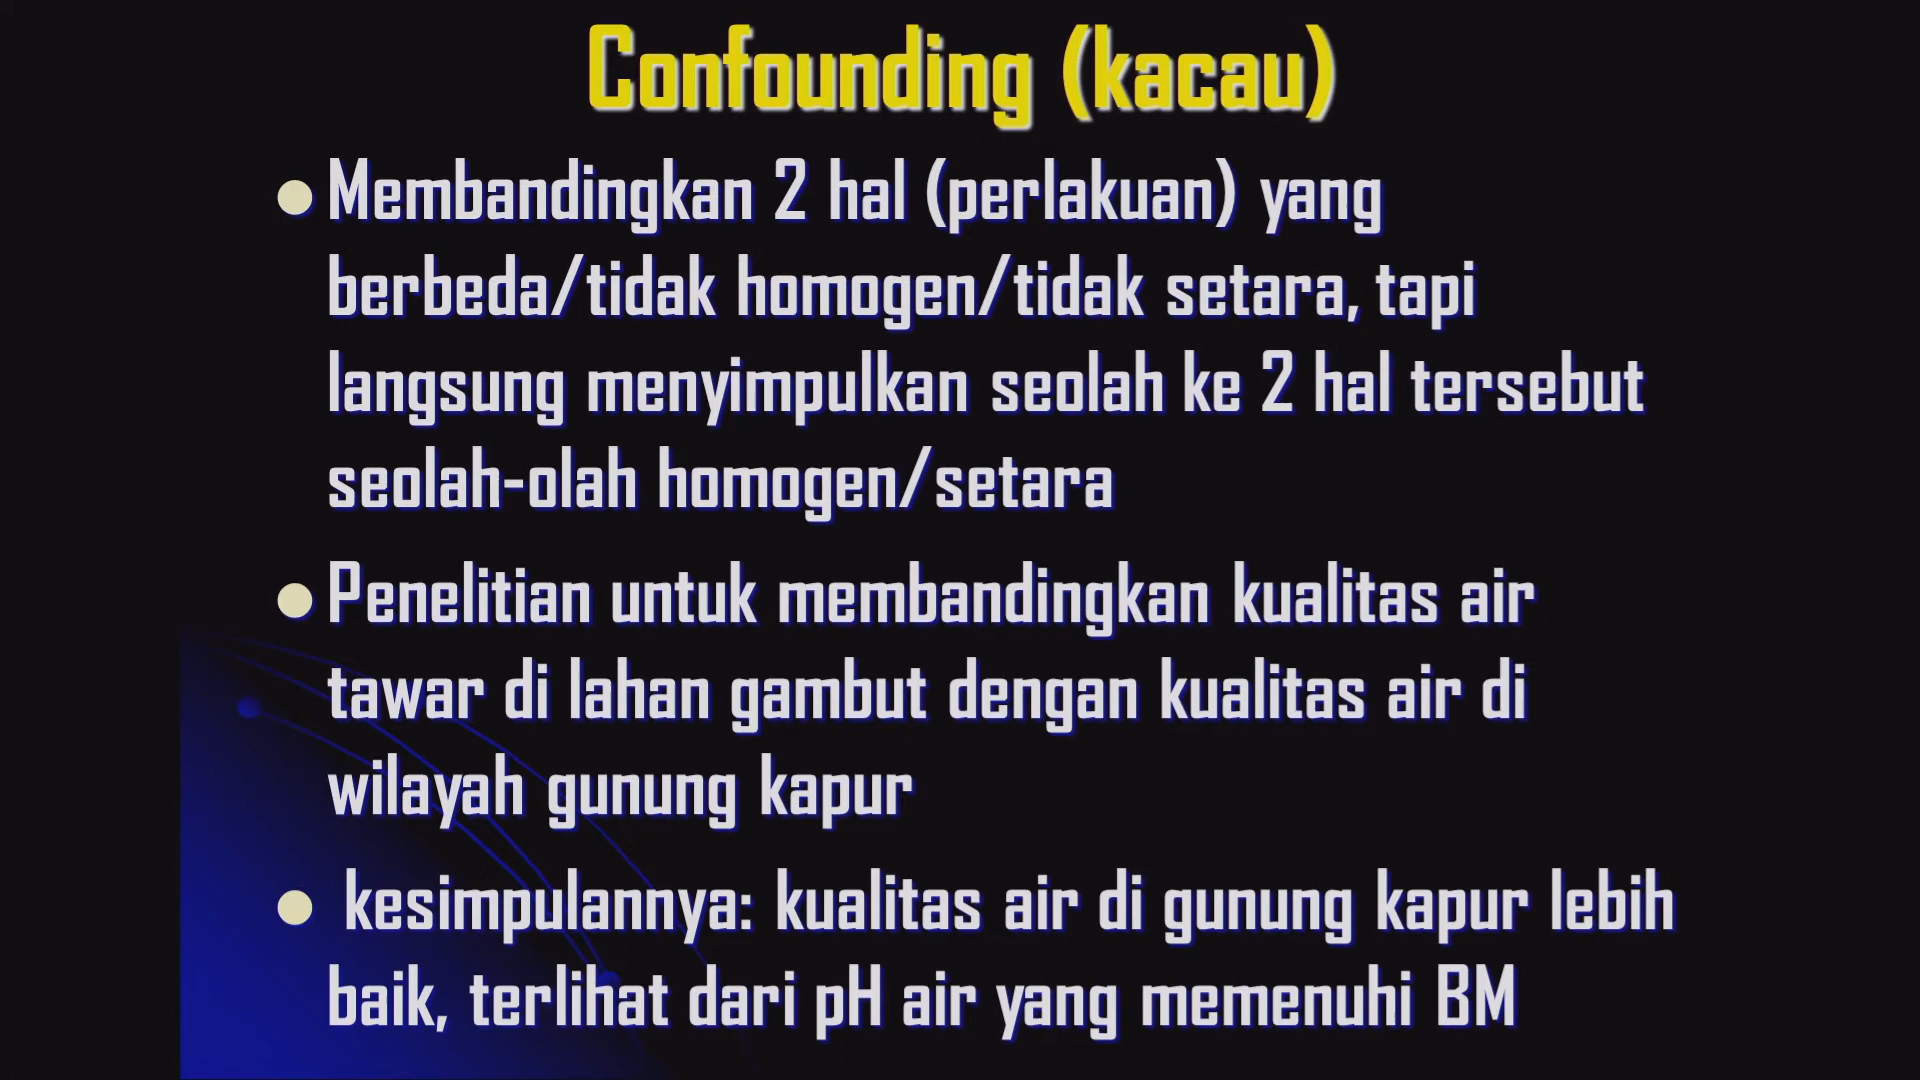 Confounding (kacau)
Membandingkan 2 hal (perlakuan) yang
berbeda/tidak homogen/tidak setara, tapi
langsung menyimpulkan seolah ke 2 hal tersebut
seolah-olah homogen/setara
Penelitian untuk membandingkan kualitas air
tawar di lahan gambut dengan kualitas air di
wilayah gunung kapur
kesimpulannya: kualitas air di gunung kapur lebih
baik, terlihat dari pH air yang memenuhi BM